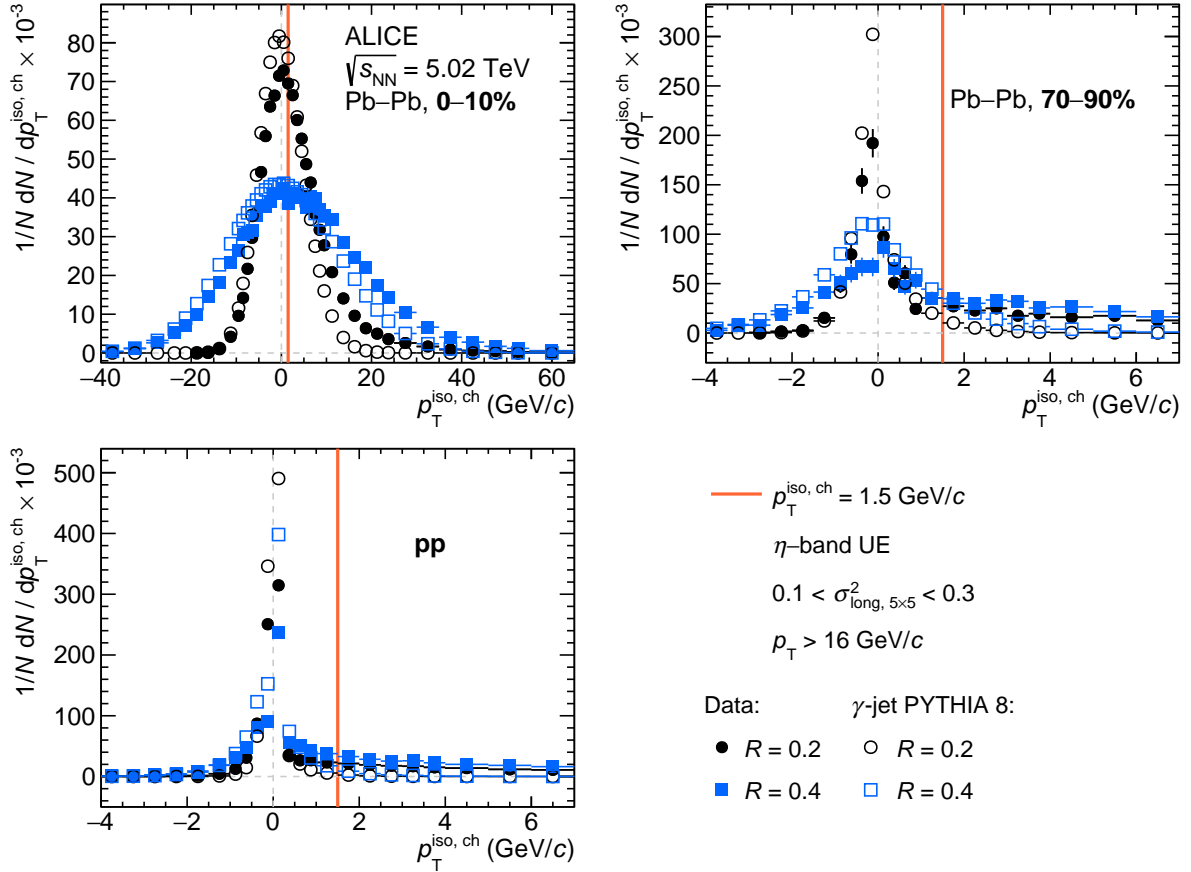 ALICE
√s_NN = 5.02 TeV
Pb–Pb, 0–10%
1/N dN / dp_T^{iso, ch} × 10^{-3}
80
70
60
50
40
30
20
10
0
−40 −20 0 20 40 60
p_T^{iso, ch} (GeV/c)
Pb–Pb, 70–90%
1/N dN / dp_T^{iso, ch} × 10^{-3}
300
250
200
150
100
50
0
−4 −2 0 2 4 6
p_T^{iso, ch} (GeV/c)
pp
1/N dN / dp_T^{iso, ch} × 10^{-3}
500
400
300
200
100
0
−4 −2 0 2 4 6
p_T^{iso, ch} (GeV/c)
p_T^{iso, ch} = 1.5 GeV/c
η–band UE
0.1 < σ²_{long, 5×5} < 0.3
p_T > 16 GeV/c
Data: γ-jet PYTHIA 8:
R = 0.2 R = 0.2
R = 0.4 R = 0.4